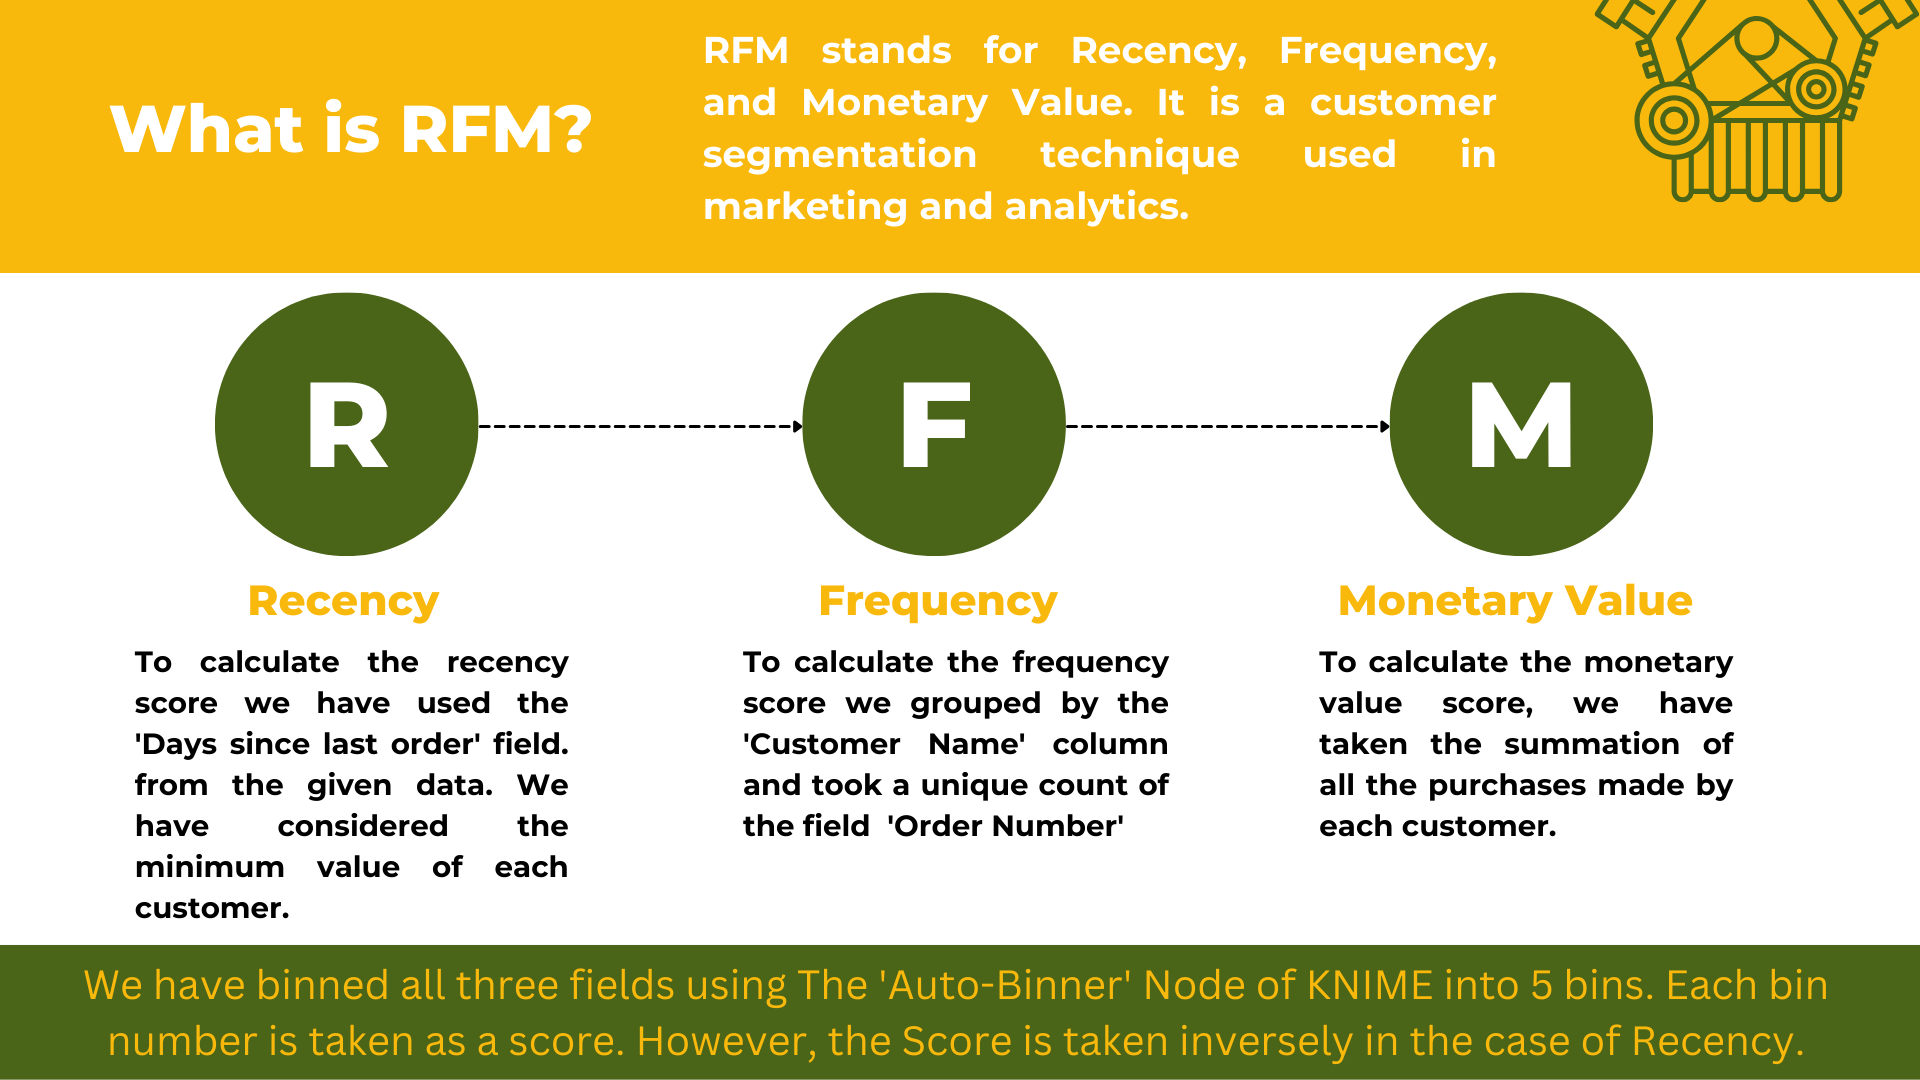 What is RFM?
RFM stands for Recency, Frequency,
and Monetary Value. It is a customer
segmentation technique used in
marketing and analytics.
R
F
M
Recency
To calculate the recency
score we have used the
'Days since last order' field.
from the given data. We
have considered the
minimum value of each
customer.
Frequency
To calculate the frequency
score we grouped by the
'Customer Name' column
and took a unique count of
the field 'Order Number'
Monetary Value
To calculate the monetary
value score, we have
taken the summation of
all the purchases made by
each customer.
We have binned all three fields using The 'Auto-Binner' Node of KNIME into 5 bins. Each bin
number is taken as a score. However, the Score is taken inversely in the case of Recency.